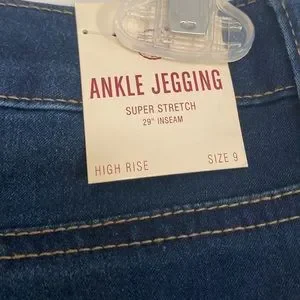 ANKLE JEGGING
SUPER STRETCH
29" INSEAM
HIGH RISE SIZE 9